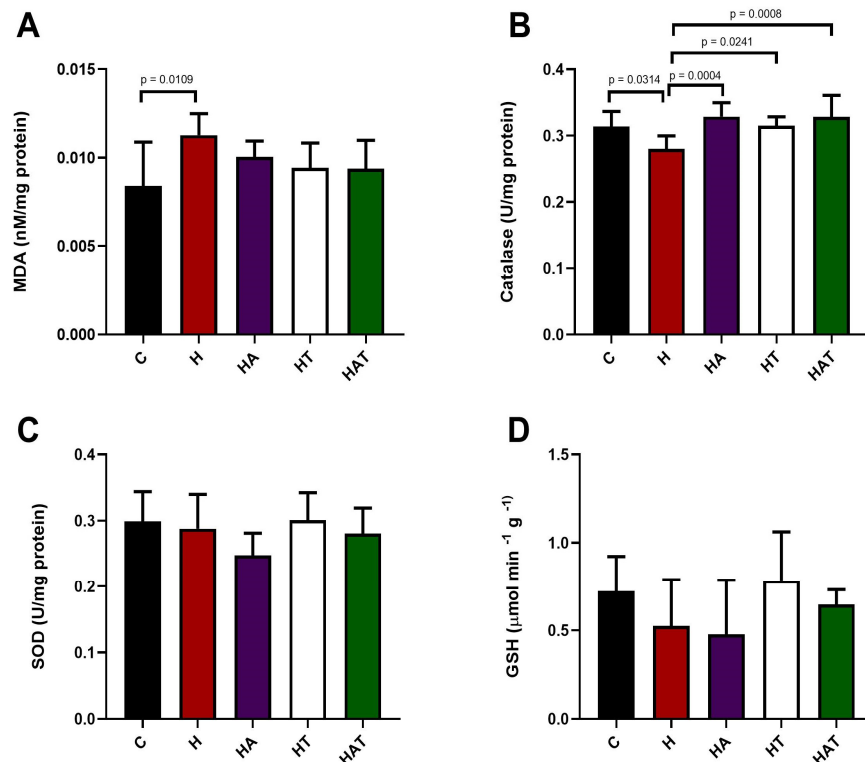 A
MDA (nM/mg protein)
0.015
0.010
0.005
0.000
p = 0.0109
C
H
HA
HT
HAT
B
Catalase (U/mg protein)
0.4
0.3
0.2
0.1
0.0
p = 0.0008
p = 0.0241
p = 0.0314
p = 0.0004
C
H
HA
HT
HAT
C
SOD (U/mg protein)
0.4
0.3
0.2
0.1
0.0
C
H
HA
HT
HAT
D
GSH (μmol min ⁻¹ g ⁻¹)
1.5
1.0
0.5
0.0
C
H
HA
HT
HAT